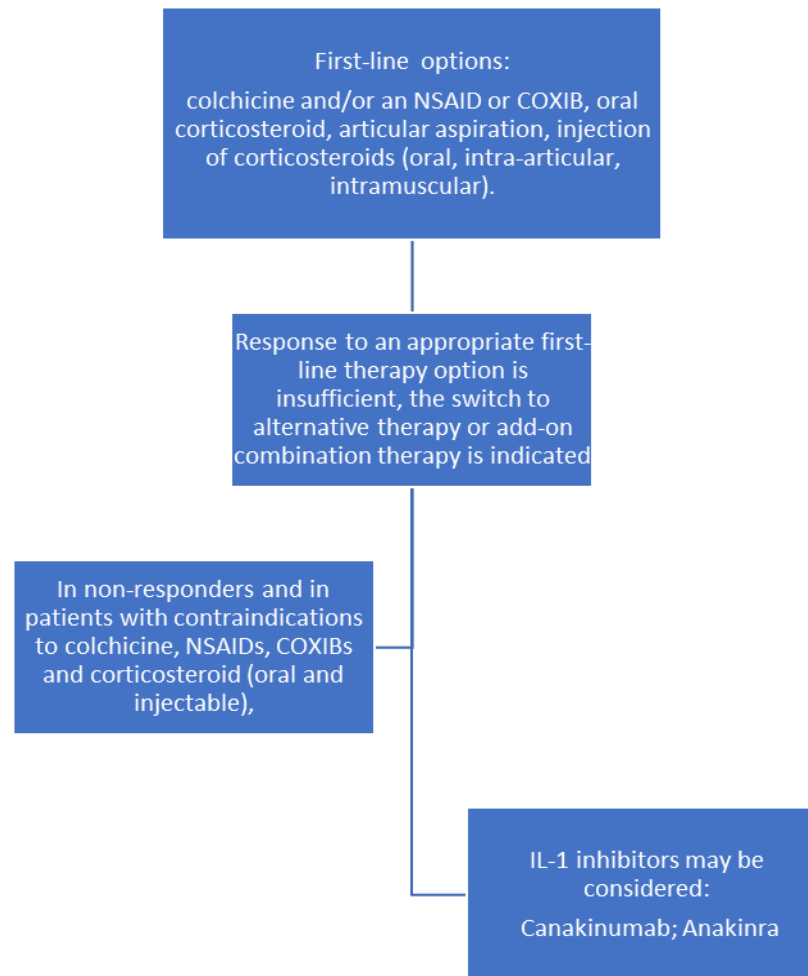 First-line  options:
colchicine and/or an NSAID or COXIB, oral
corticosteroid, articular aspiration, injection
of corticosteroids (oral, intra-articular,
intramuscular).
Response to an appropriate first-
line therapy option is
insufficient, the switch to
alternative therapy or add-on
combination therapy is indicated
In non-responders and in
patients with contraindications
to colchicine, NSAIDs, COXIBs
and corticosteroid (oral and
injectable),
IL-1 inhibitors may be
considered:
Canakinumab; Anakinra